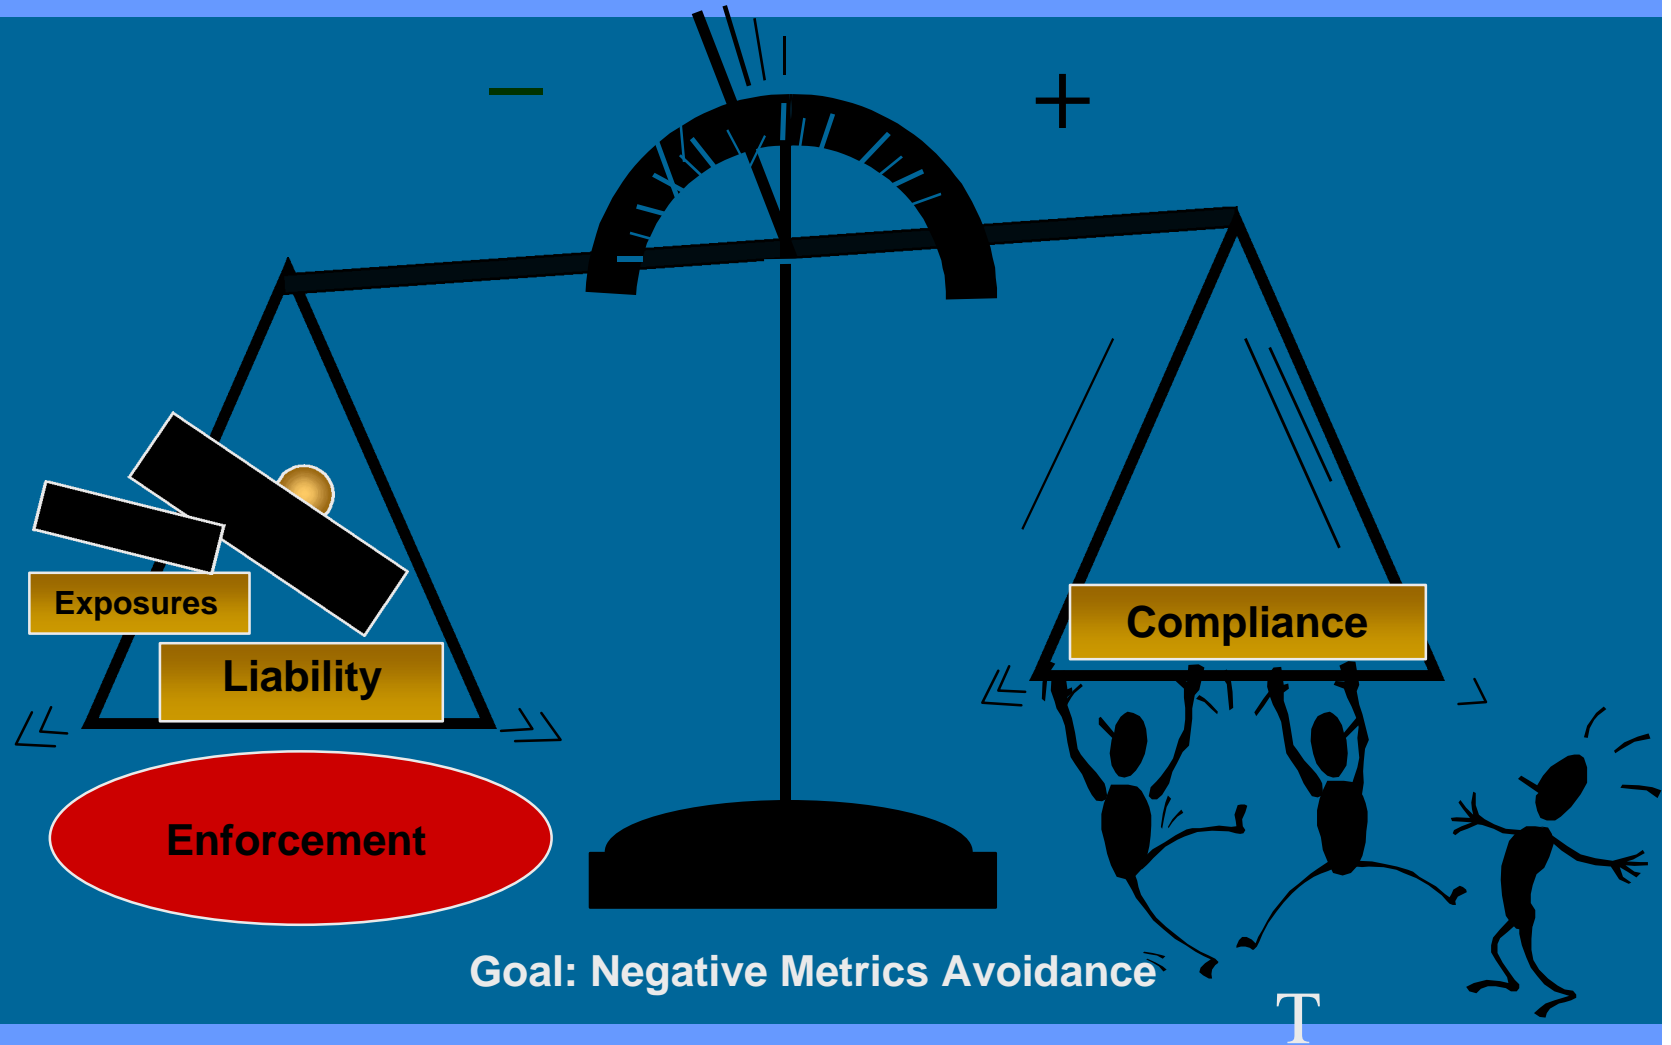 −
+
Exposures
Liability
Compliance
Enforcement
Goal: Negative Metrics Avoidance
T